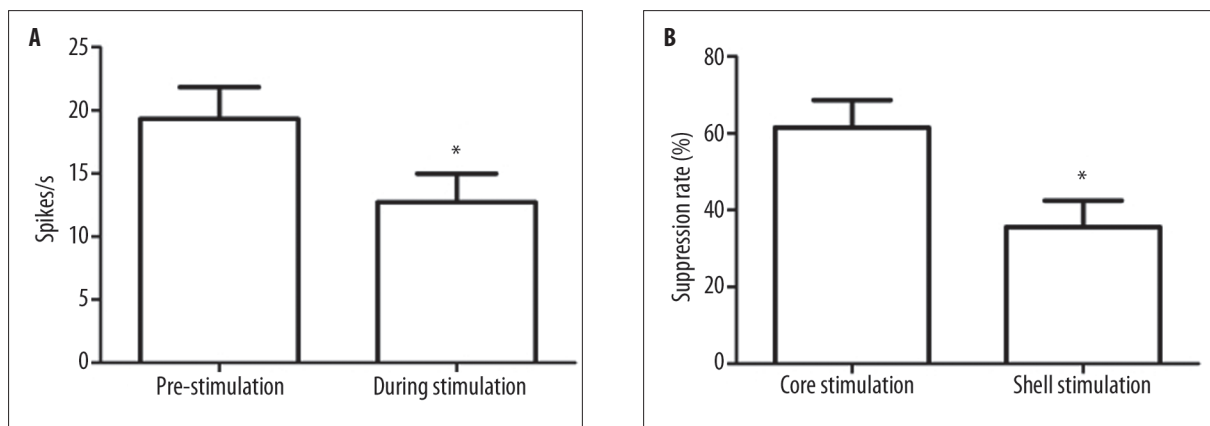 A
Spikes/s
25
20
15
10
5
0
*
Pre-stimulation
During stimulation
B
Suppression rate (%)
80
60
40
20
0
*
Core stimulation
Shell stimulation